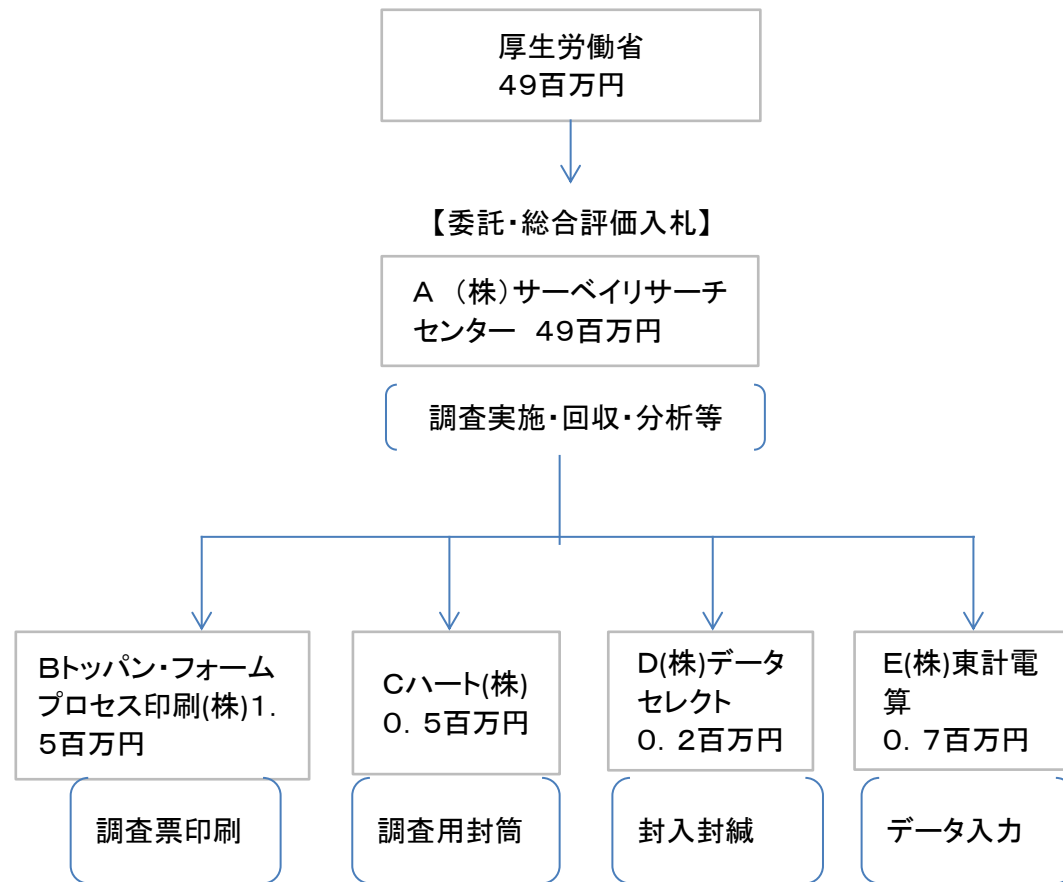 厚生労働省
49百万円
【委託・総合評価入札】
A （株）サーベイリサーチ
センター 49百万円
調査実施・回収・分析等
Bトッパン・フォーム
プロセス印刷(株)1.
5百万円
Cハート(株)
0．5百万円
D(株)データ
セレクト
0．2百万円
E(株)東計電
算
0．7百万円
調査票印刷
調査用封筒
封入封緘
データ入力